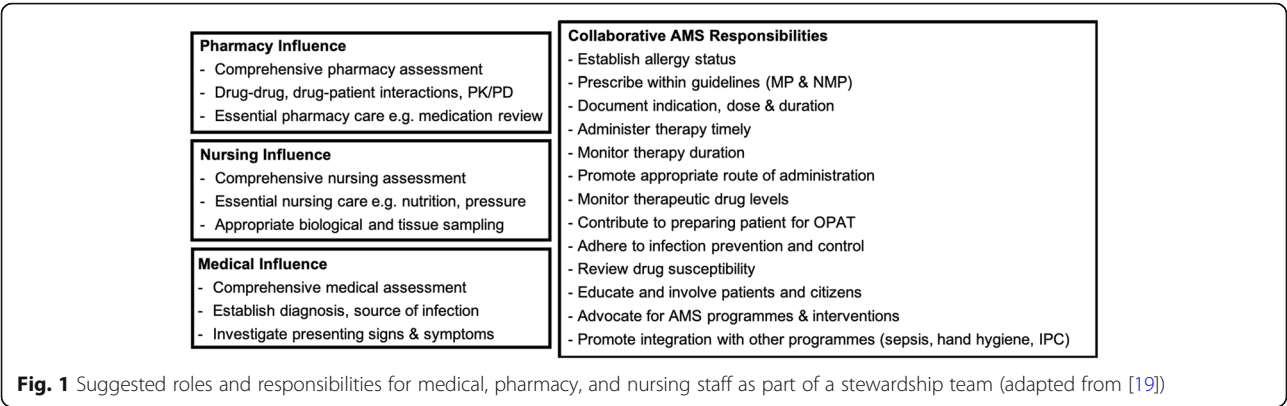 Pharmacy Influence
- Comprehensive pharmacy assessment
- Drug-drug, drug-patient interactions, PK/PD
- Essential pharmacy care e.g. medication review
Nursing Influence
- Comprehensive nursing assessment
- Essential nursing care e.g. nutrition, pressure
- Appropriate biological and tissue sampling
Medical Influence
- Comprehensive medical assessment
- Establish diagnosis, source of infection
- Investigate presenting signs & symptoms
Collaborative AMS Responsibilities
- Establish allergy status
- Prescribe within guidelines (MP & NMP)
- Document indication, dose & duration
- Administer therapy timely
- Monitor therapy duration
- Promote appropriate route of administration
- Monitor therapeutic drug levels
- Contribute to preparing patient for OPAT
- Adhere to infection prevention and control
- Review drug susceptibility
- Educate and involve patients and citizens
- Advocate for AMS programmes & interventions
- Promote integration with other programmes (sepsis, hand hygiene, IPC)
Fig. 1 Suggested roles and responsibilities for medical, pharmacy, and nursing staff as part of a stewardship team (adapted from [19])